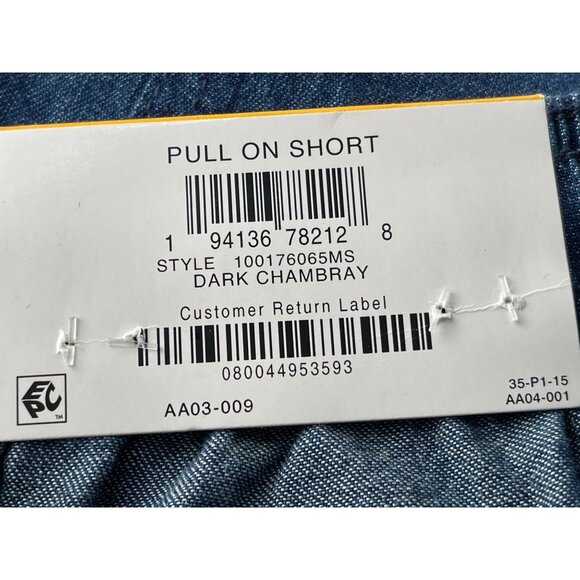 PULL ON SHORT
1 94136 78212 8
STYLE 100176065MS
DARK CHAMBRAY
Customer Return Label
080044953593
EPC™
AA03-009
35-P1-15
AA04-001